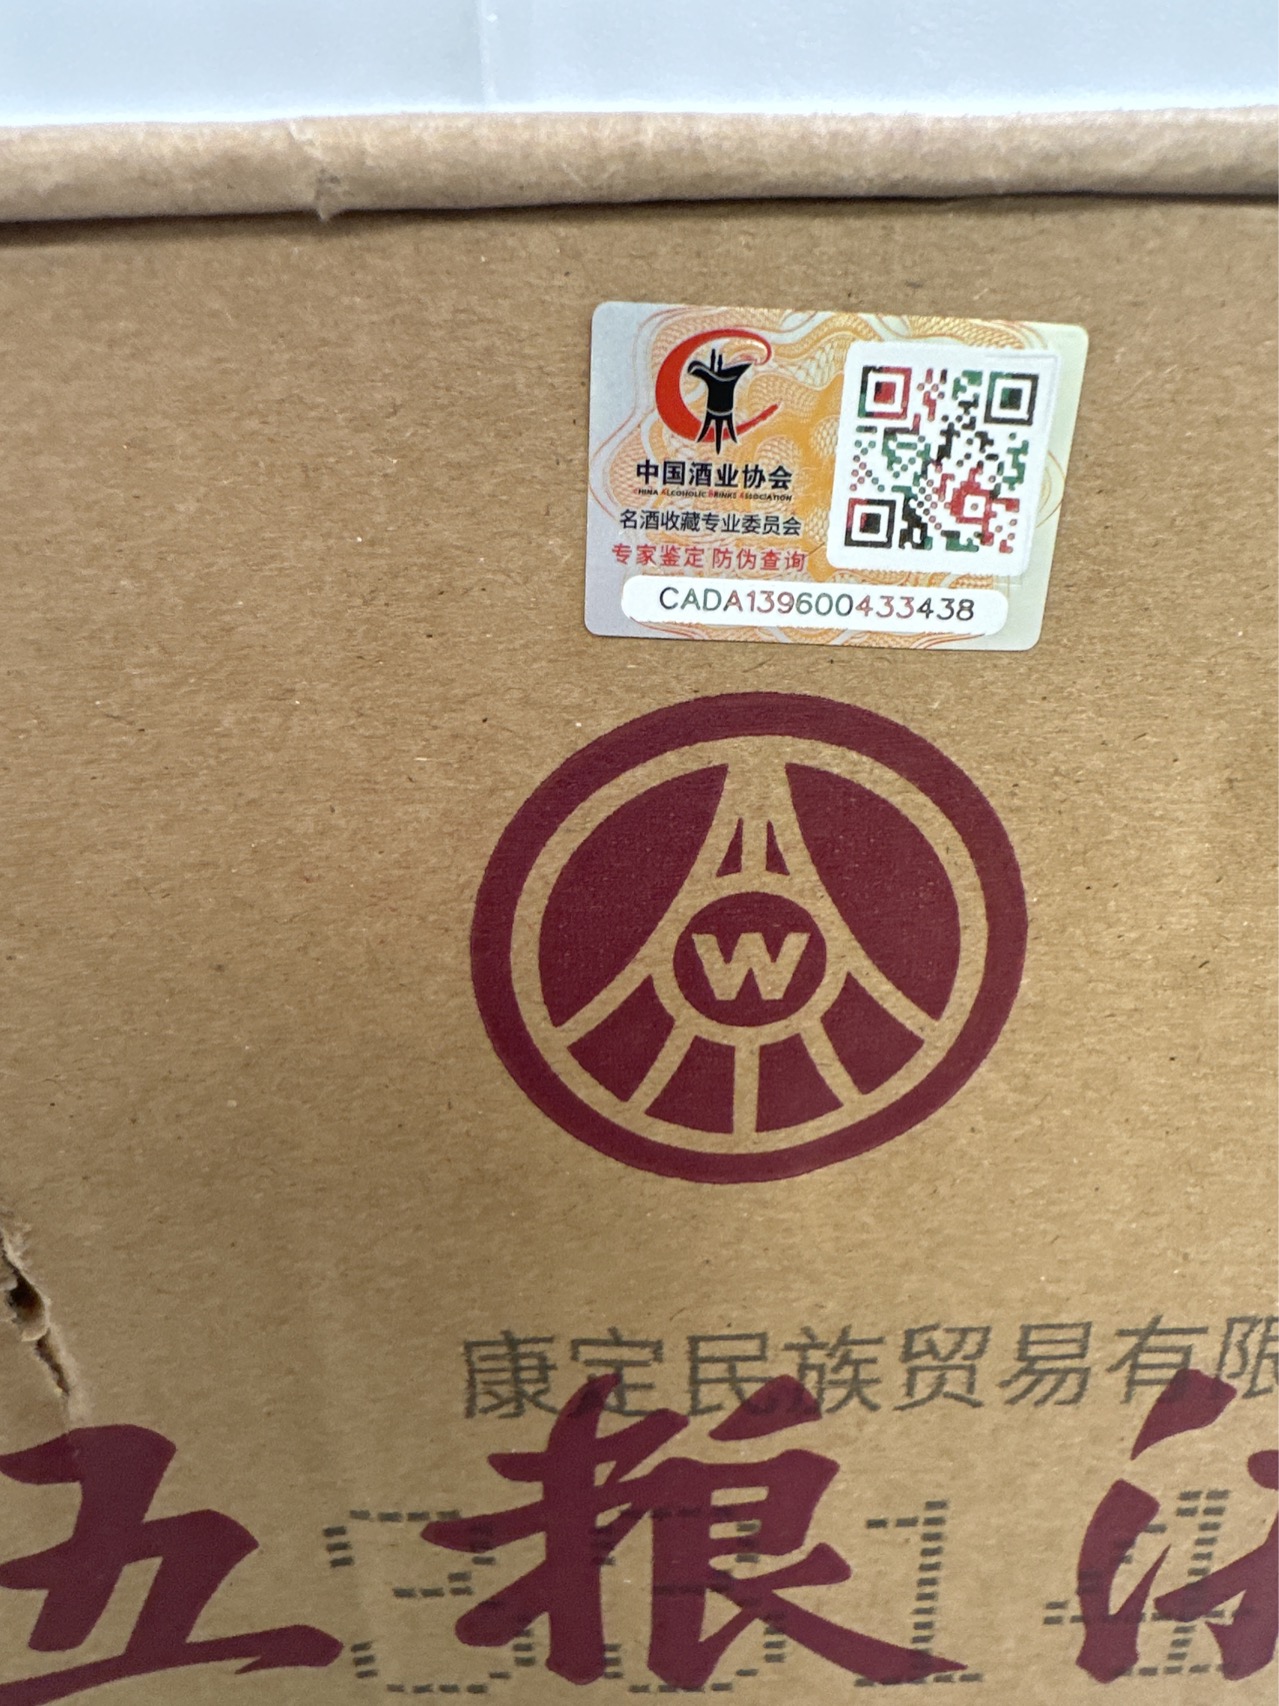 中国酒业协会
CHINA ALCOHOLIC DRINKS ASSOCIATION
名酒收藏专业委员会
专家鉴定 防伪查询
CADA139600433438
W
康定民族贸易有限
五粮液